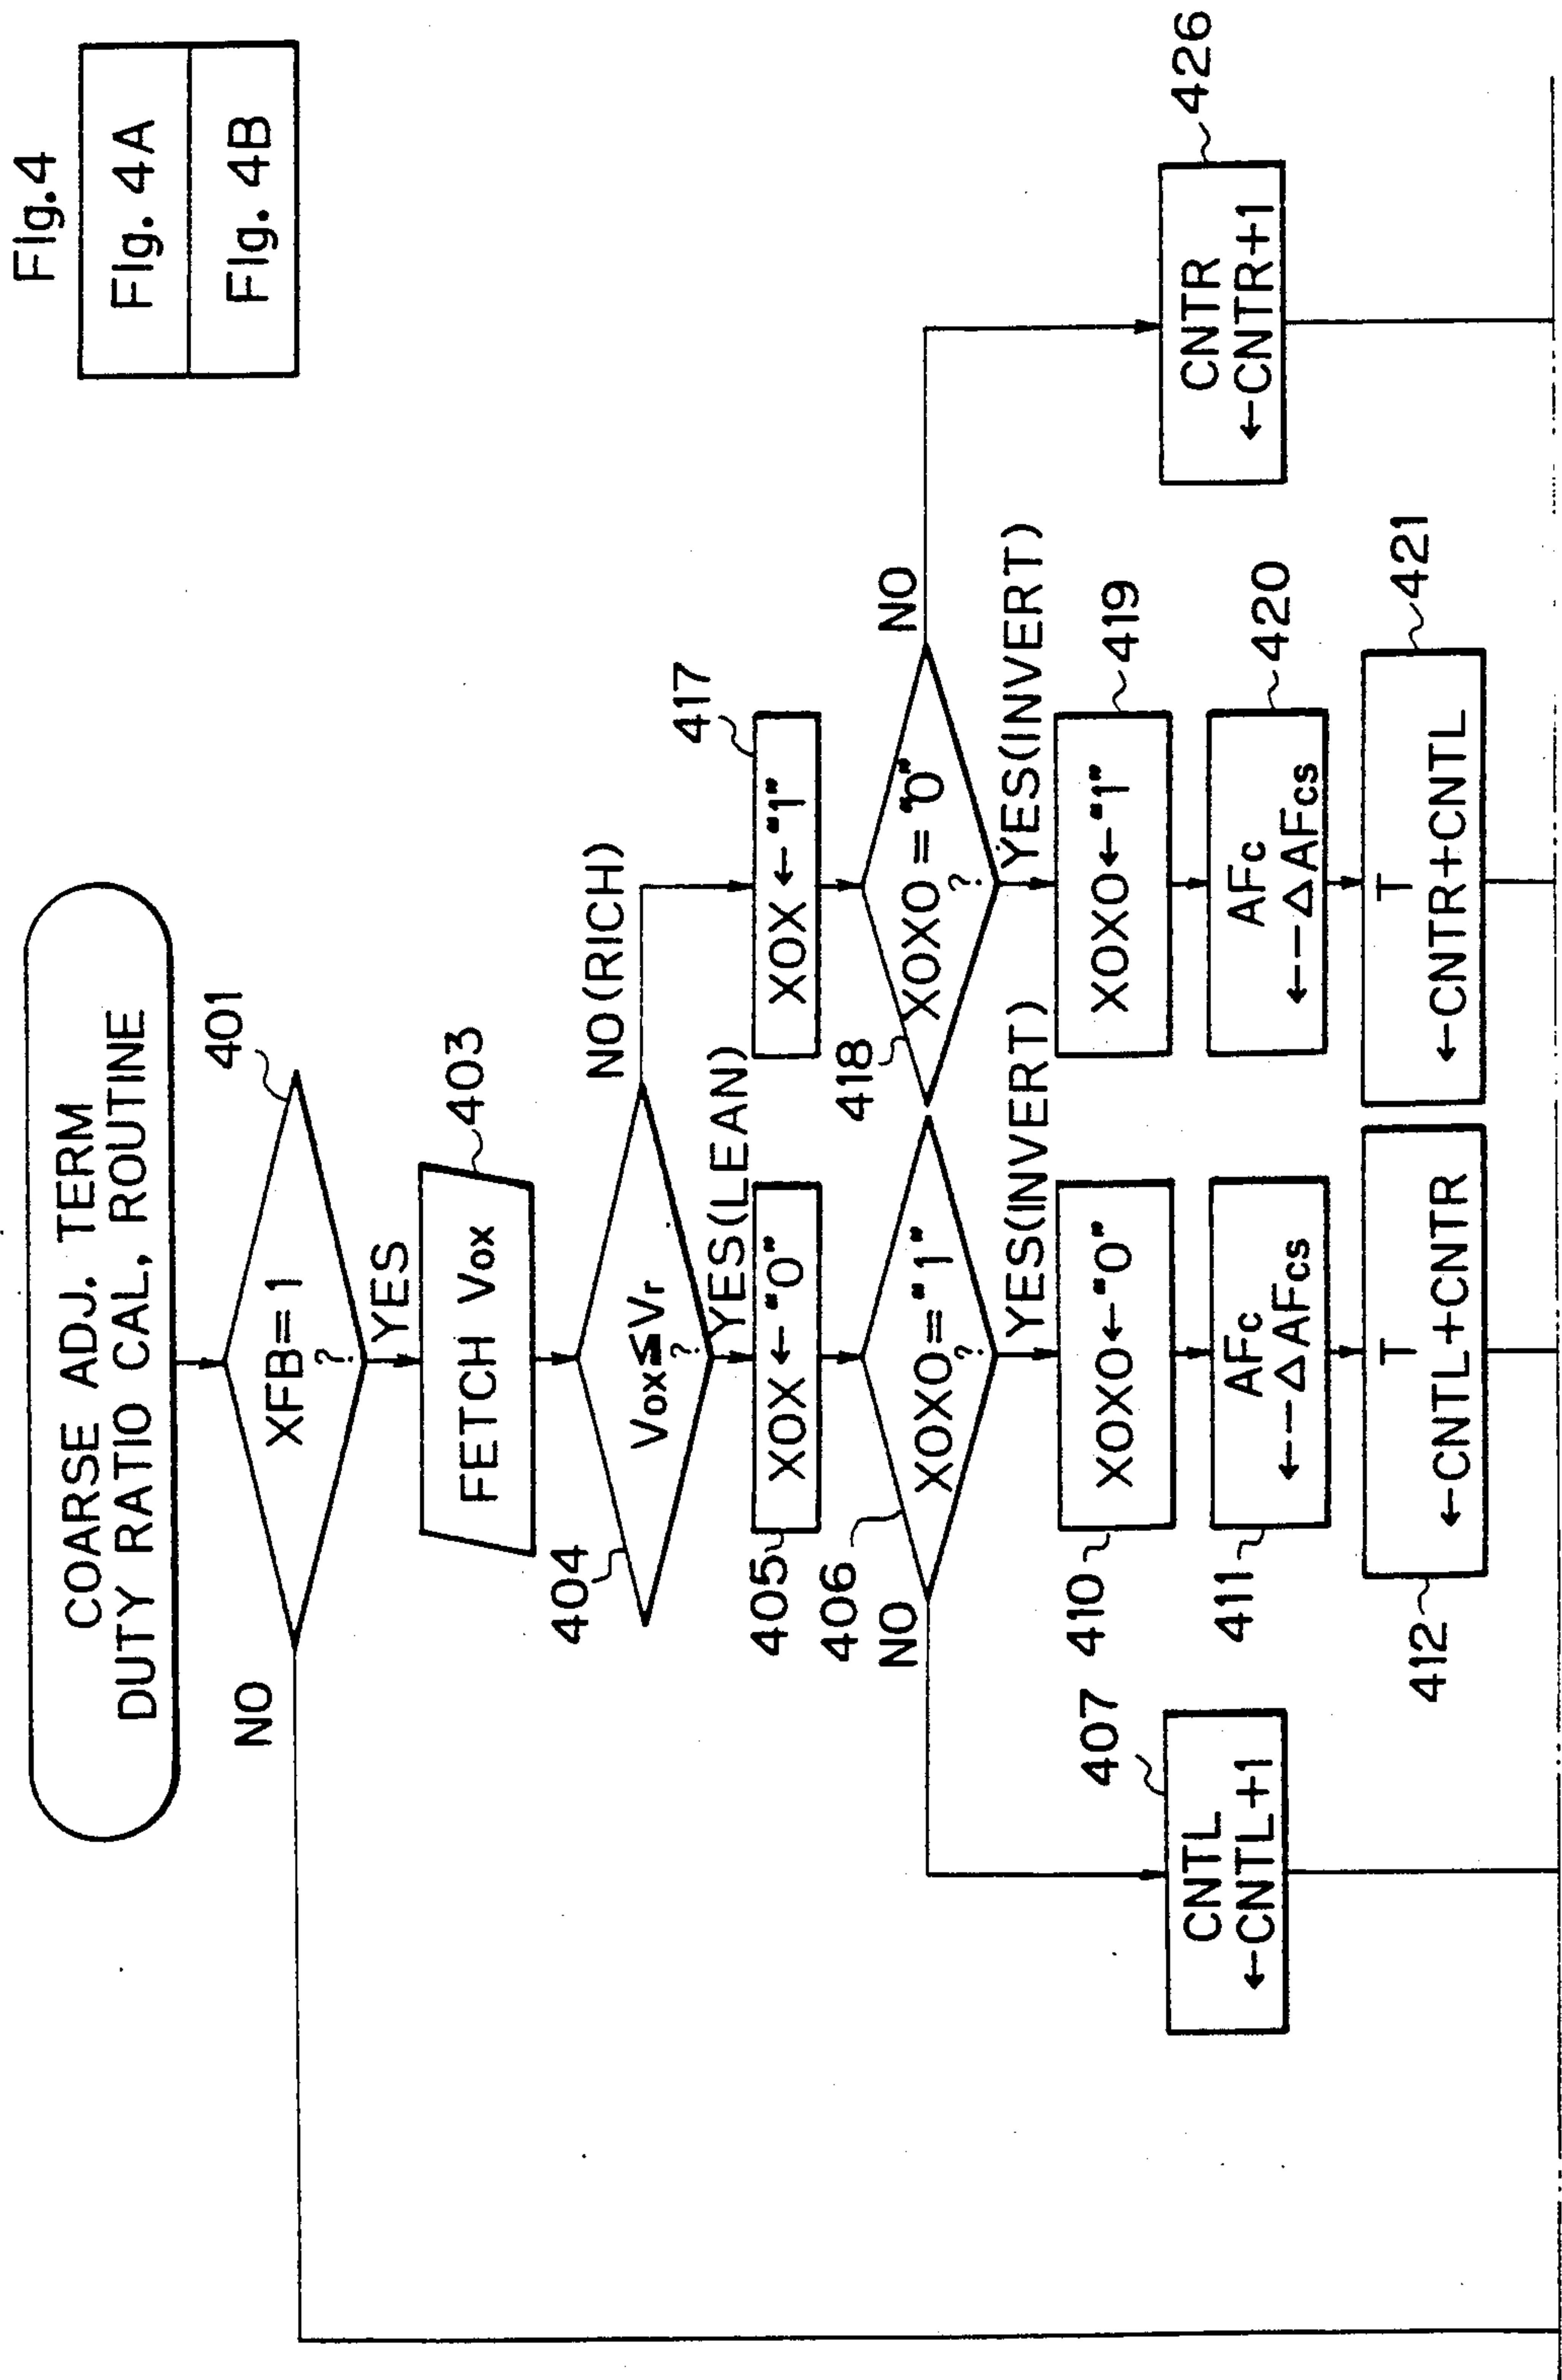 Fig.4
Fig. 4A
Fig. 4B
COARSE ADJ. TERM
DUTY RATIO CAL, ROUTINE
401
XFB=1
?
NO
YES
403
FETCH Vox
404
Vox≦Vr
?
NO(RICH)
YES(LEAN)
405
XOX←“0”
417
XOX←“1”
406
XOXO=“1”
?
NO
YES(INVERT)
418
XOXO=“0”
?
NO
YES(INVERT)
407
CNTL
←CNTL+1
410
XOXO←“0”
419
XOXO←“1”
426
CNTR
←CNTR+1
411
AFc
←--ΔAFcs
420
AFc
←--ΔAFcs
412
T
←CNTL+CNTR
421
T
←CNTR+CNTL